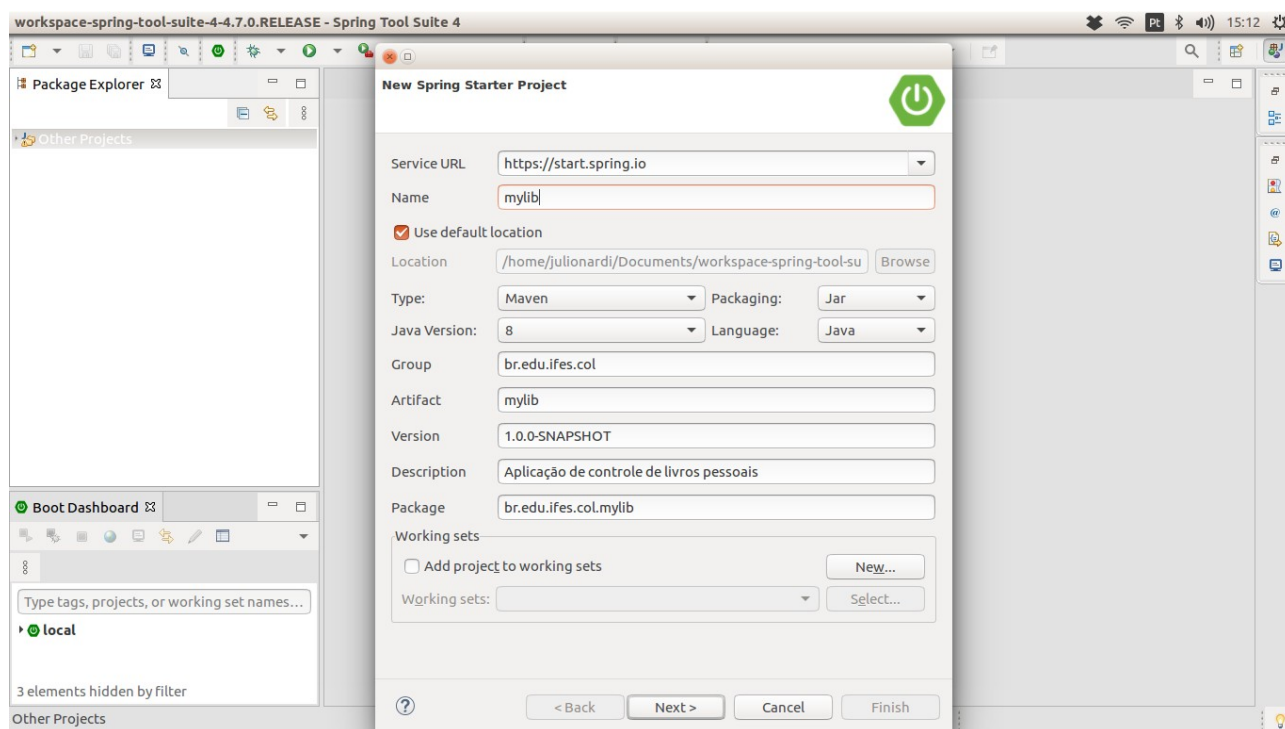 workspace-spring-tool-suite-4-4.7.0.RELEASE - Spring Tool Suite 4
Pt
15:12
Package Explorer
Other Projects
Boot Dashboard
Type tags, projects, or working set names...
local
3 elements hidden by filter
Other Projects
New Spring Starter Project
Service URL https://start.spring.io
Name mylib
Use default location
Location /home/julionardi/Documents/workspace-spring-tool-su Browse
Type: Maven Packaging: Jar
Java Version: 8 Language: Java
Group br.edu.ifes.col
Artifact mylib
Version 1.0.0-SNAPSHOT
Description Aplicação de controle de livros pessoais
Package br.edu.ifes.col.mylib
Working sets
Add project to working sets New...
Working sets: Select...
? < Back Next > Cancel Finish